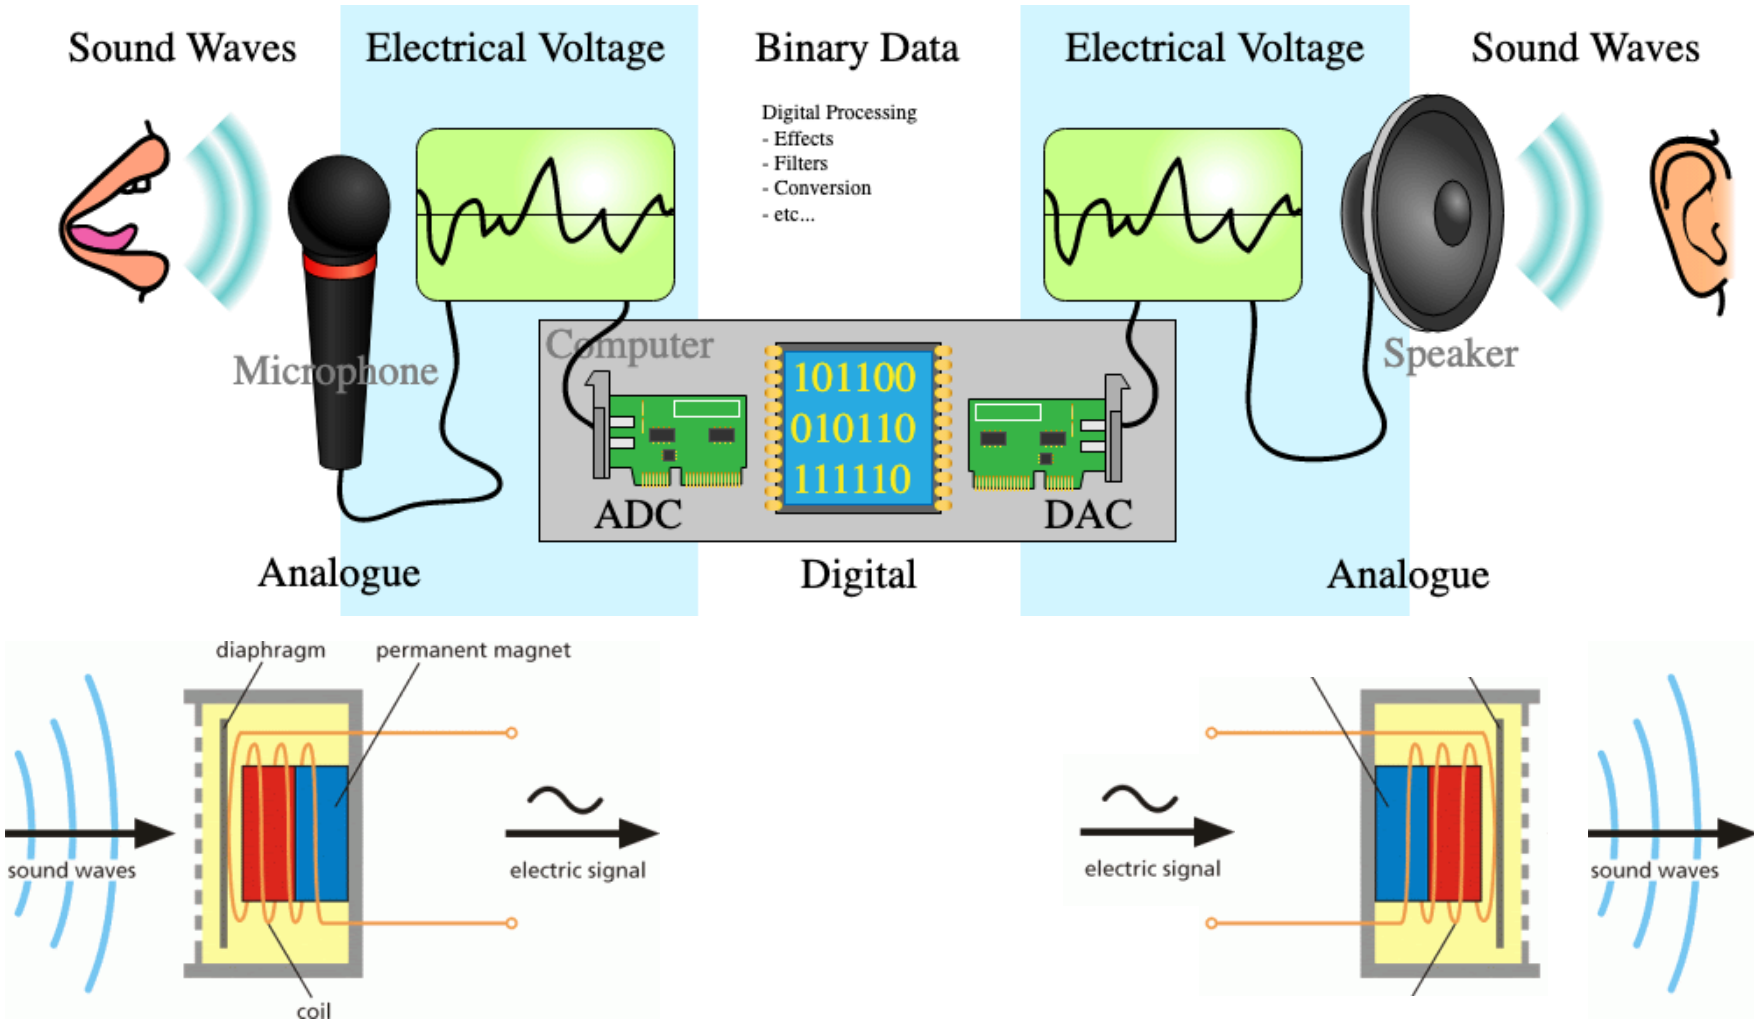 Sound Waves
Electrical Voltage
Binary Data
Electrical Voltage
Sound Waves
Digital Processing
- Effects
- Filters
- Conversion
- etc...
Microphone
Computer
Speaker
101100
010110
111110
ADC
DAC
Analogue
Digital
Analogue
diaphragm
permanent magnet
sound waves
electric signal
coil
electric signal
sound waves